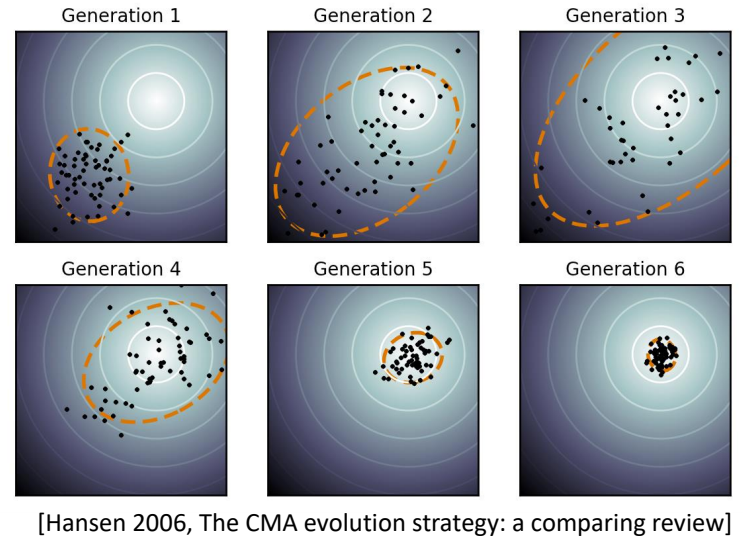 Generation 1
Generation 2
Generation 3
Generation 4
Generation 5
Generation 6
[Hansen 2006, The CMA evolution strategy: a comparing review]